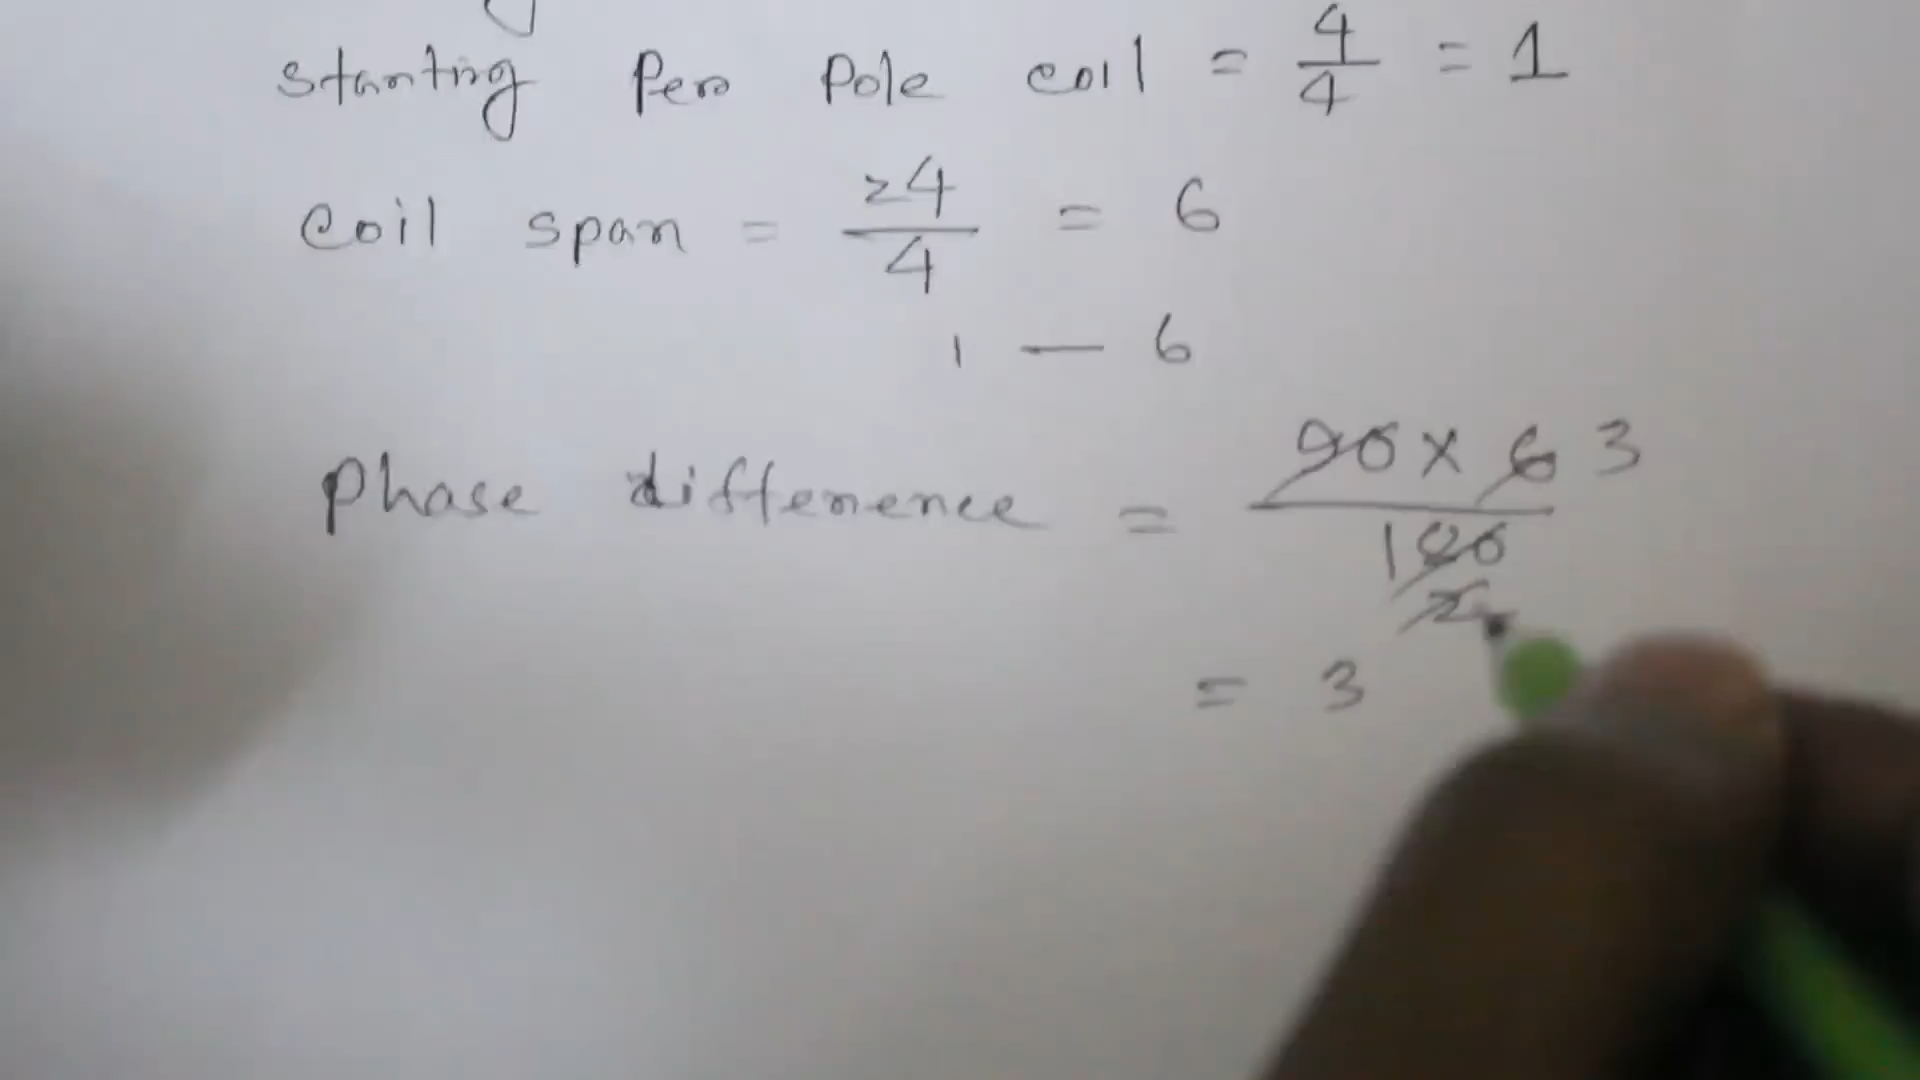 starting Per Pole coil = 4/4 = 1
coil span = 24/4 = 6
1 — 6
Phase difference = 90 x 6 3 / 180 2
= 3